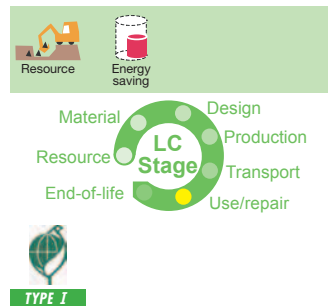 Resource
Energy
saving
Material
Design
Production
LC
Stage
Resource
Transport
End-of-life
Use/repair
TYPE I